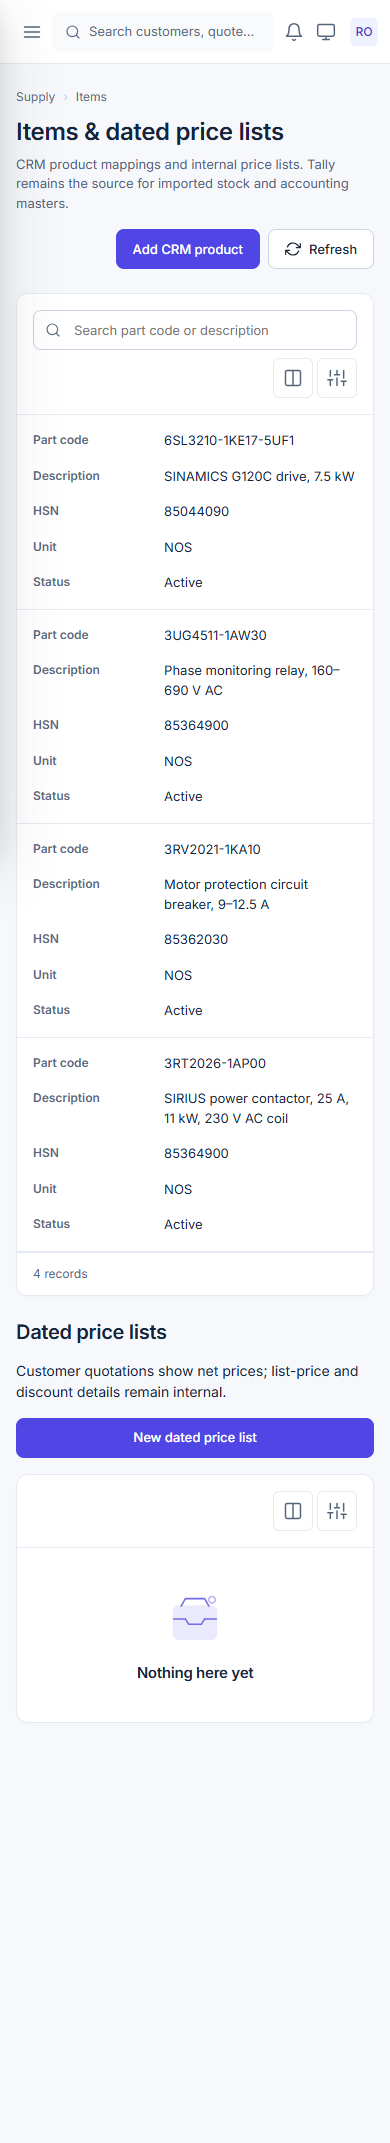 Search customers, quote...
RO
Supply › Items
Items & dated price lists
CRM product mappings and internal price lists. Tally
remains the source for imported stock and accounting
masters.
Add CRM product
Refresh
Search part code or description
Part code 6SL3210-1KE17-5UF1
Description SINAMICS G120C drive, 7.5 kW
HSN 85044090
Unit NOS
Status Active
Part code 3UG4511-1AW30
Description Phase monitoring relay, 160–
690 V AC
HSN 85364900
Unit NOS
Status Active
Part code 3RV2021-1KA10
Description Motor protection circuit
breaker, 9–12.5 A
HSN 85362030
Unit NOS
Status Active
Part code 3RT2026-1AP00
Description SIRIUS power contactor, 25 A,
11 kW, 230 V AC coil
HSN 85364900
Unit NOS
Status Active
4 records
Dated price lists
Customer quotations show net prices; list-price and
discount details remain internal.
New dated price list
Nothing here yet